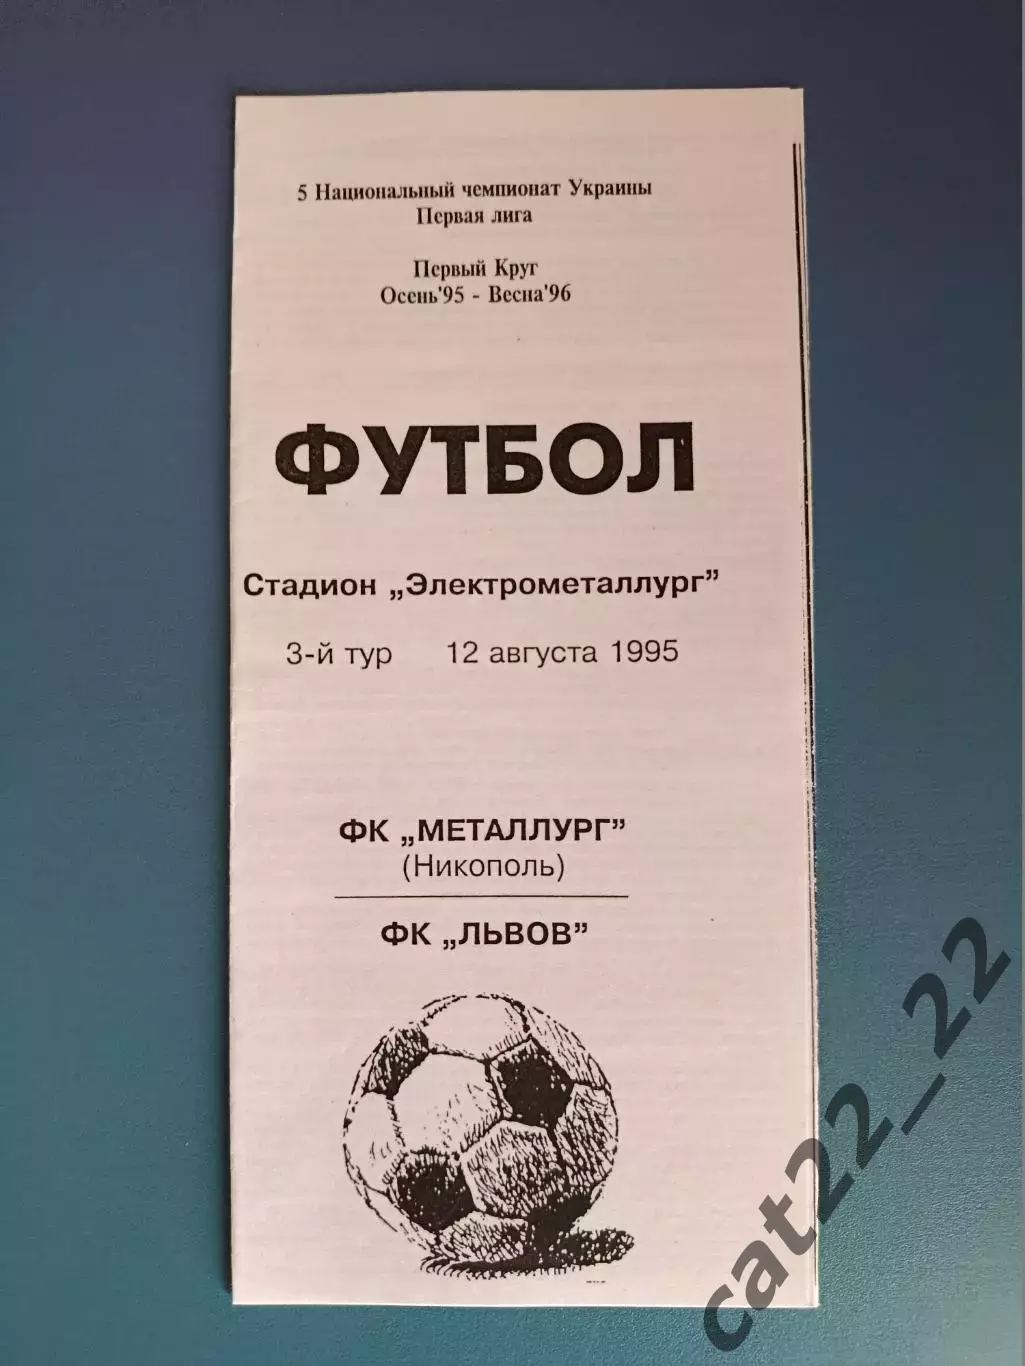 5 Национальный чемпионат Украины
Первая лига
Первый Круг
Осень'95 - Весна'96
ФУТБОЛ
Стадион „Электрометаллург”
3-й тур 12 августа 1995
ФК „МЕТАЛЛУРГ”
(Никополь)
ФК „ЛЬВОВ”
cat22_22